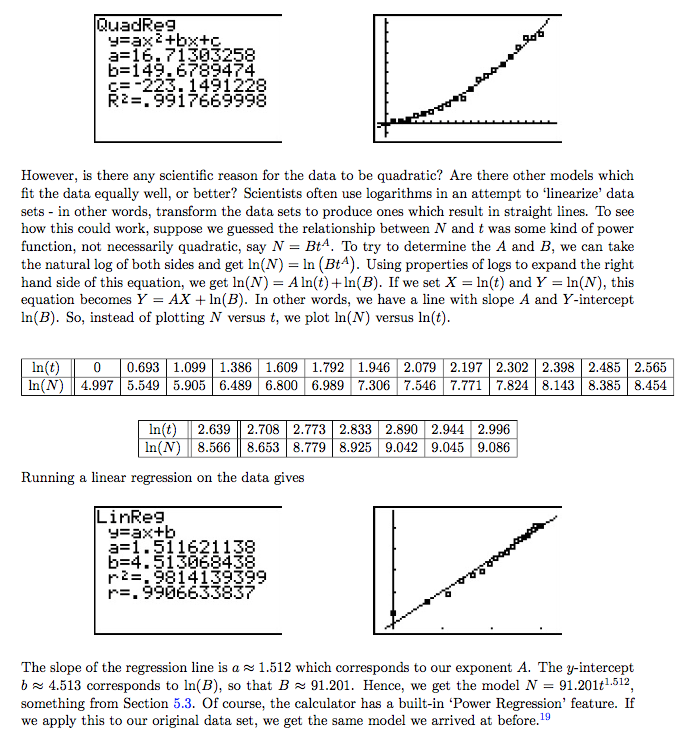 QuadReg
y=ax²+bx+c
a=16.71303258
b=149.6789474
c=-223.1491228
R²=.9917669998
However, is there any scientific reason for the data to be quadratic? Are there other models which
fit the data equally well, or better? Scientists often use logarithms in an attempt to ‘linearize’ data
sets - in other words, transform the data sets to produce ones which result in straight lines. To see
how this could work, suppose we guessed the relationship between N and t was some kind of power
function, not necessarily quadratic, say N = Bt^A. To try to determine the A and B, we can take
the natural log of both sides and get ln(N) = ln (Bt^A). Using properties of logs to expand the right
hand side of this equation, we get ln(N) = A ln(t)+ln(B). If we set X = ln(t) and Y = ln(N), this
equation becomes Y = AX + ln(B). In other words, we have a line with slope A and Y-intercept
ln(B). So, instead of plotting N versus t, we plot ln(N) versus ln(t).
ln(t) 0 0.693 1.099 1.386 1.609 1.792 1.946 2.079 2.197 2.302 2.398 2.485 2.565
ln(N) 4.997 5.549 5.905 6.489 6.800 6.989 7.306 7.546 7.771 7.824 8.143 8.385 8.454
ln(t) 2.639 2.708 2.773 2.833 2.890 2.944 2.996
ln(N) 8.566 8.653 8.779 8.925 9.042 9.045 9.086
Running a linear regression on the data gives
LinReg
y=ax+b
a=1.511621138
b=4.513068438
r²=.9814139399
r=.9906633837
The slope of the regression line is a ≈ 1.512 which corresponds to our exponent A. The y-intercept
b ≈ 4.513 corresponds to ln(B), so that B ≈ 91.201. Hence, we get the model N = 91.201t^1.512,
something from Section 5.3. Of course, the calculator has a built-in ‘Power Regression’ feature. If
we apply this to our original data set, we get the same model we arrived at before.¹⁹